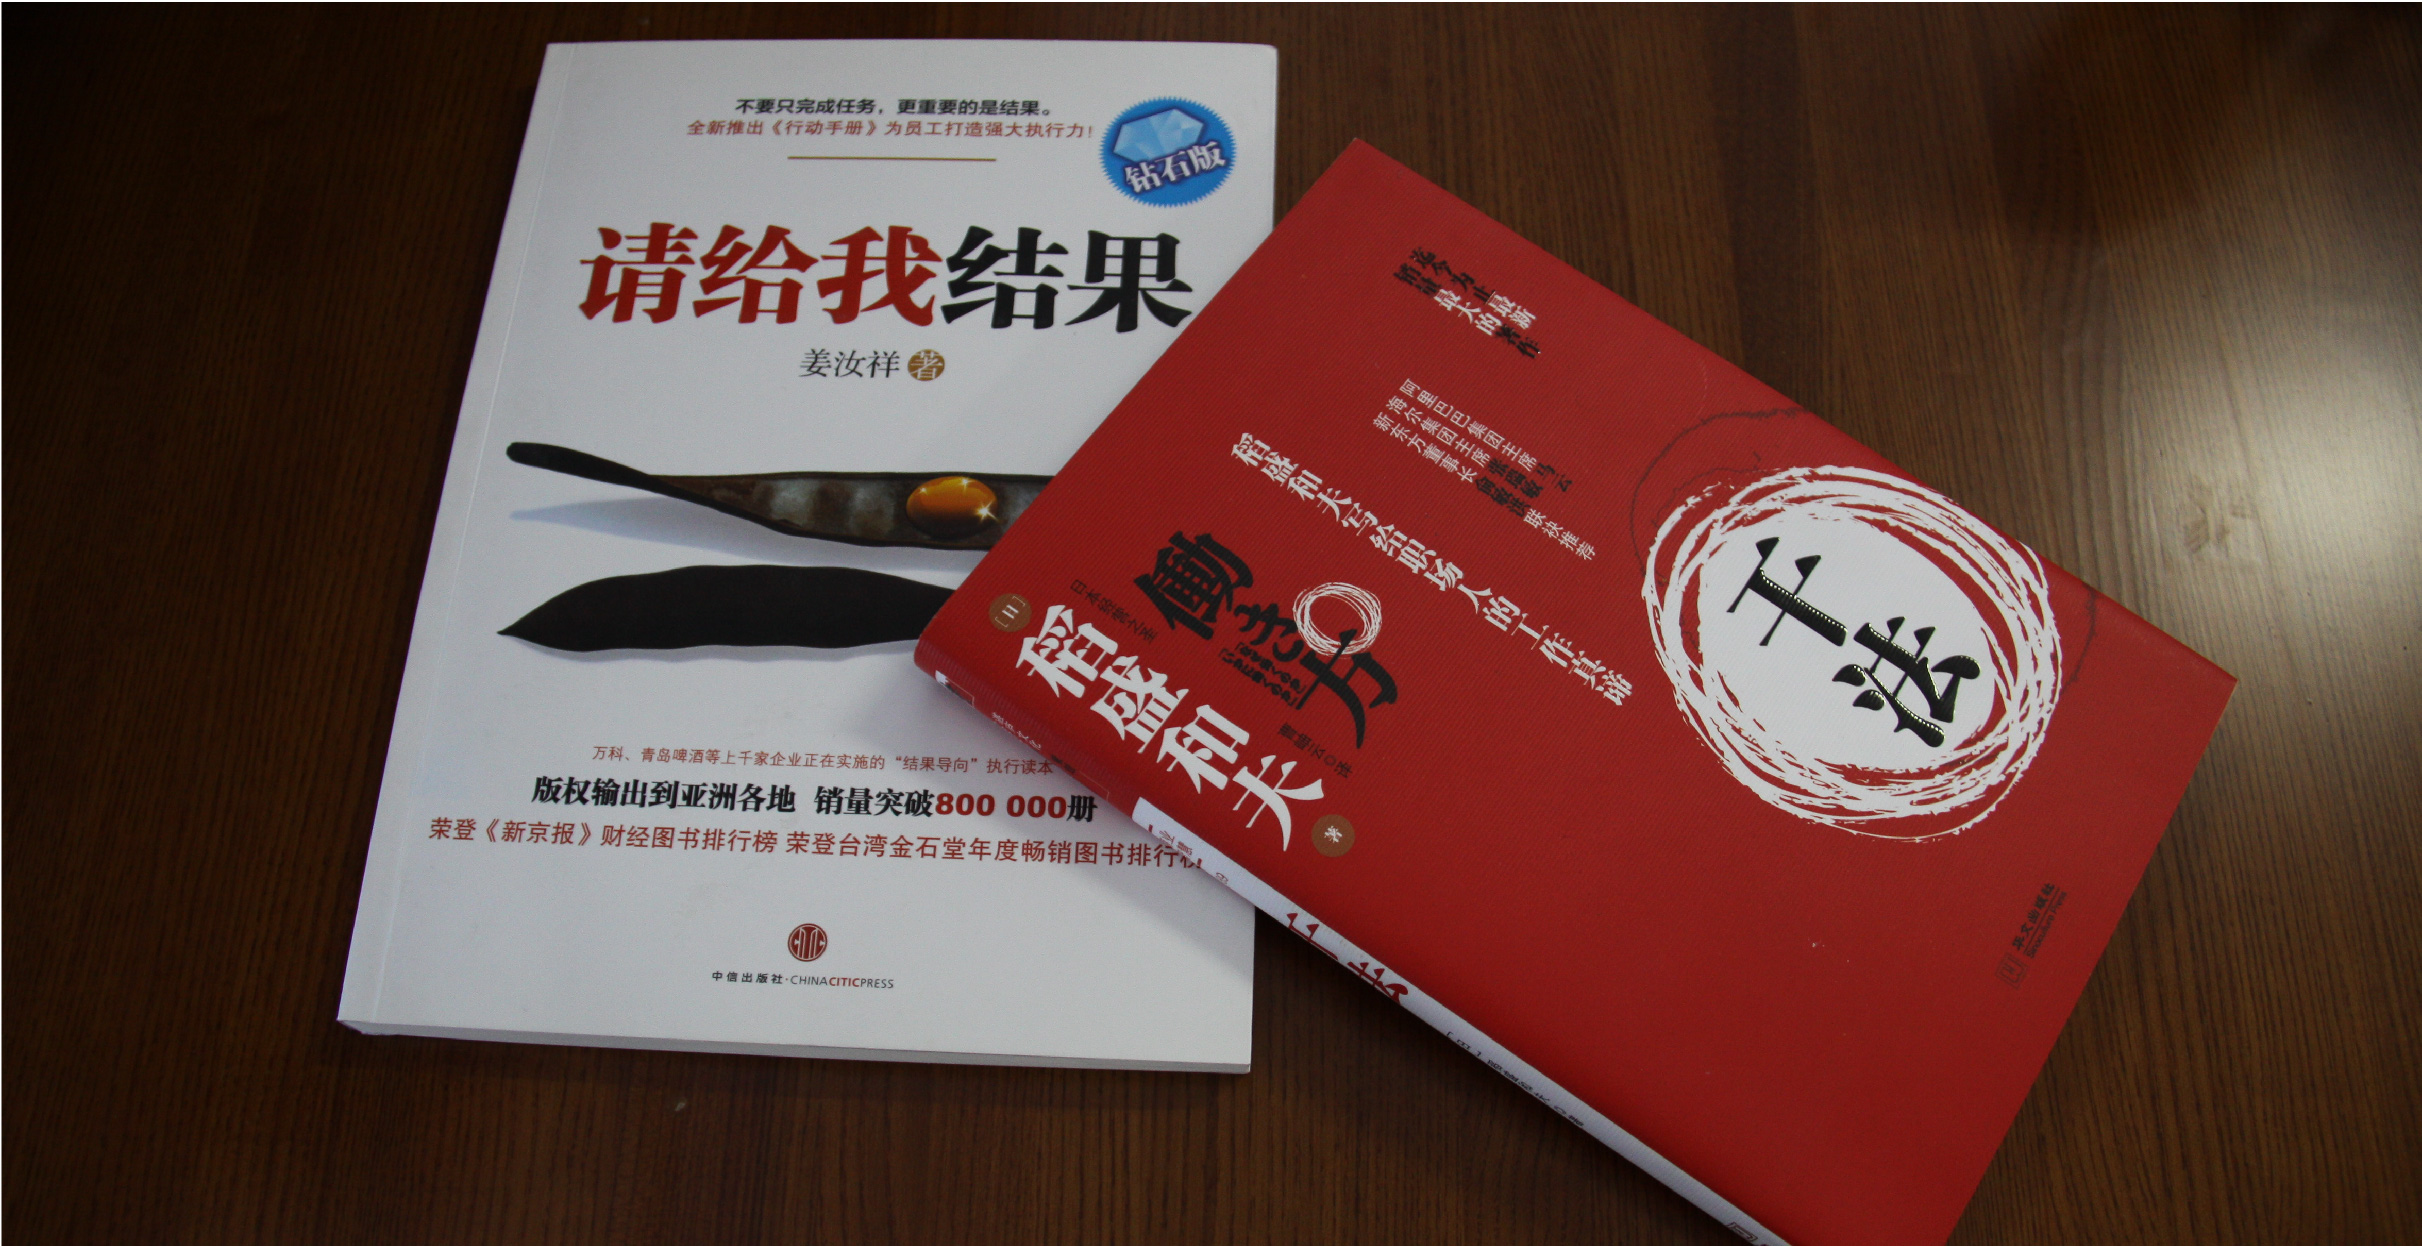 不要只完成任务，更重要的是结果。
全新推出《行动手册》为员工打造强大执行力！
钻石版
请给我结果
姜汝祥 著
万科、青岛啤酒等上千家企业正在实施的“结果导向”执行读本
版权输出到亚洲各地 销量突破800 000册
荣登《新京报》财经图书排行榜 荣登台湾金石堂年度畅销图书排行榜
中信出版社·CHINACITICPRESS
迄今为止最新
销量最大的著作
阿里巴巴集团主席马云
海尔集团主席张瑞敏
新东方董事长俞敏洪联袂推荐
稻盛和夫写给职场人的工作真谛
働き方
日本经营之圣
[日]
稻盛和夫
著
曹岫云○译
干法
华文出版社
Sinoculture Press
干法